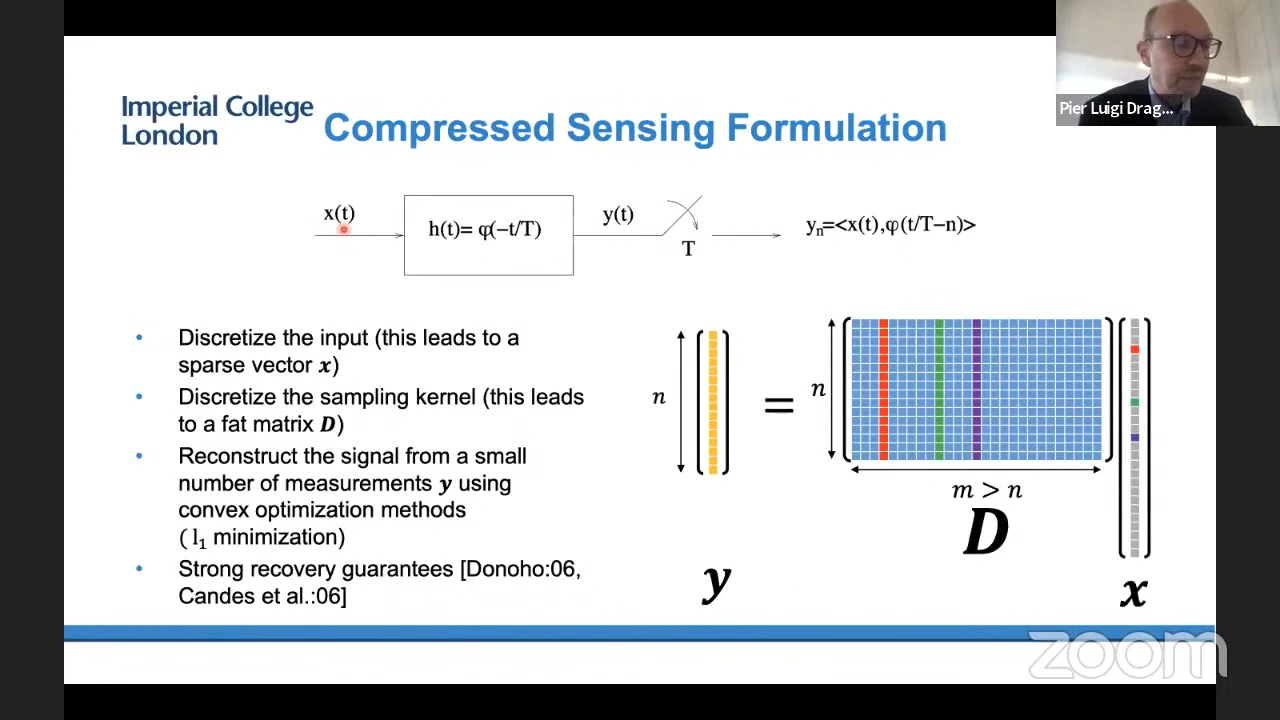 Pier Luigi Drag...
Imperial College
London
Compressed Sensing Formulation
x(t)
h(t)= φ(−t/T)
y(t)
T
yₙ=<x(t),φ(t/T−n)>
• Discretize the input (this leads to a
sparse vector x)
• Discretize the sampling kernel (this leads
to a fat matrix D)
• Reconstruct the signal from a small
number of measurements y using
convex optimization methods
( l₁ minimization)
• Strong recovery guarantees [Donoho:06,
Candes et al.:06]
n
=
n
m > n
D
y
x
zoom